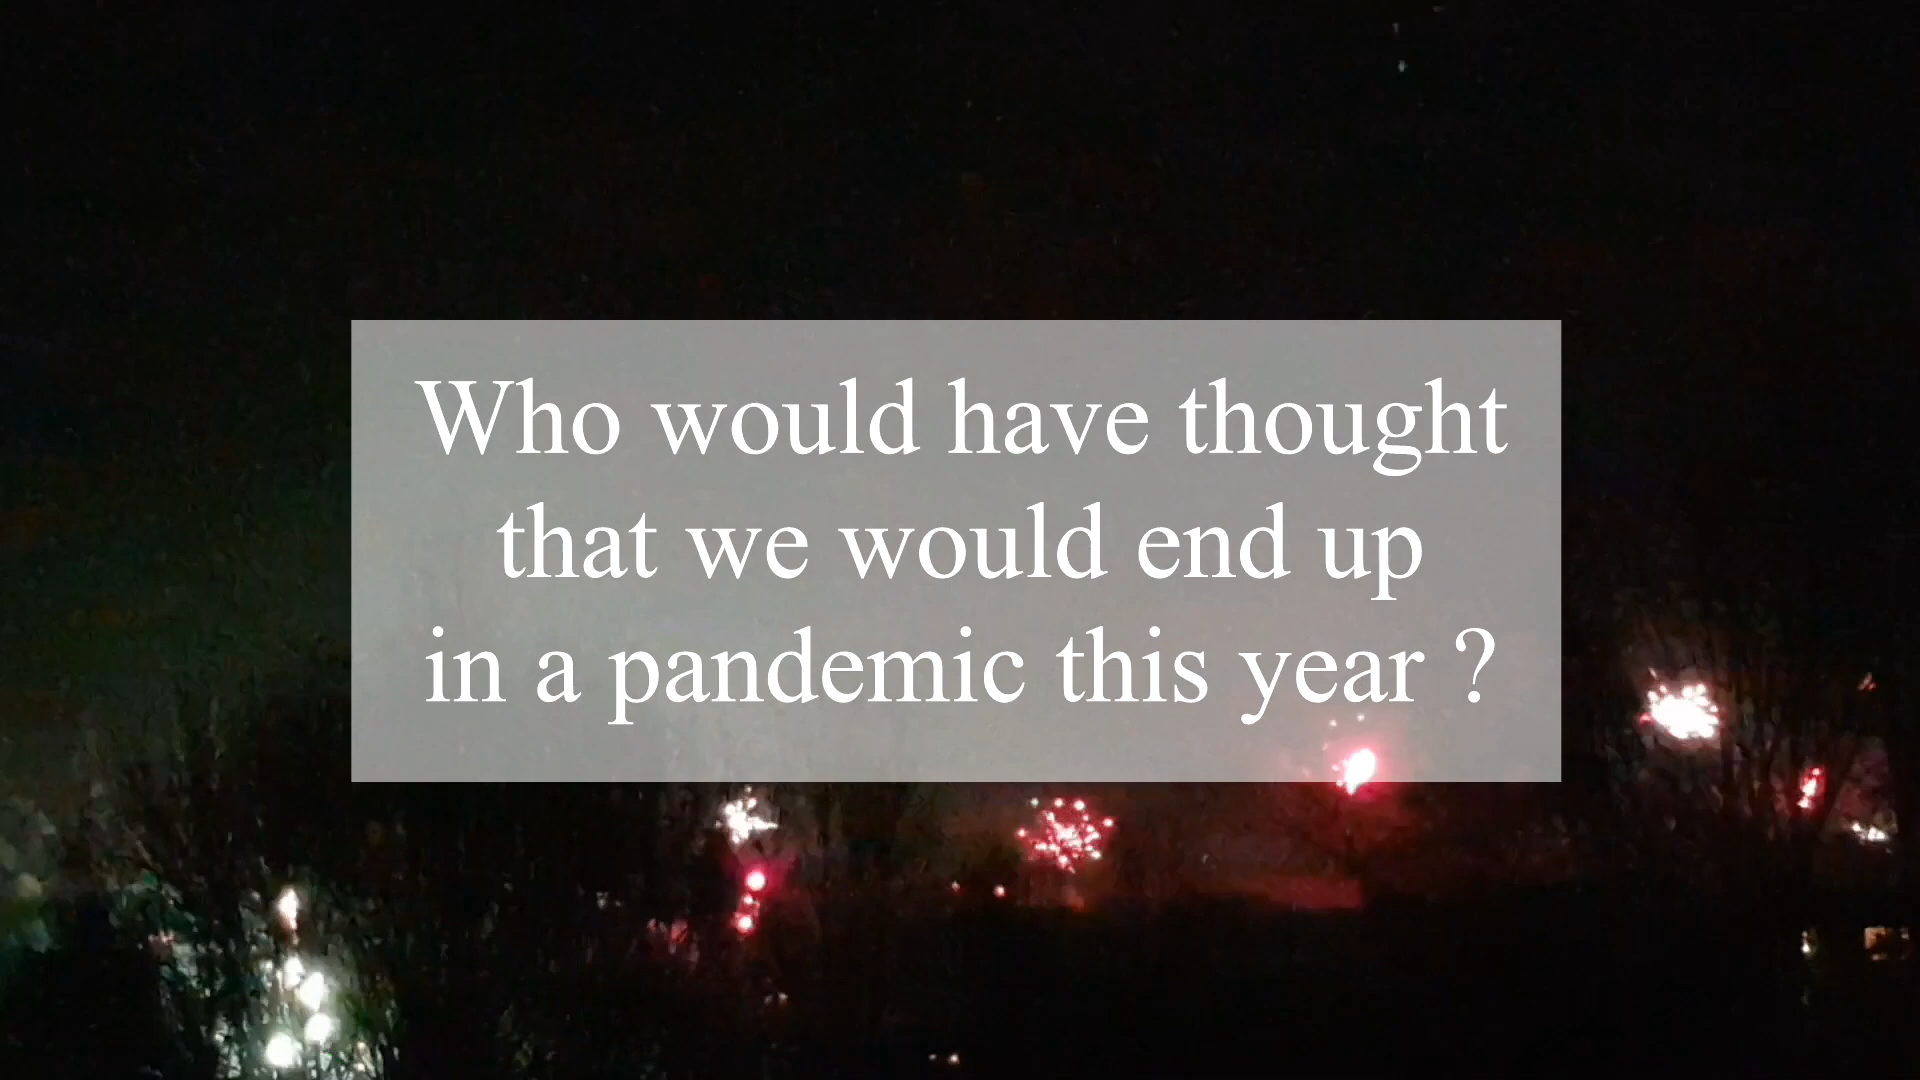 Who would have thought
that we would end up
in a pandemic this year ?